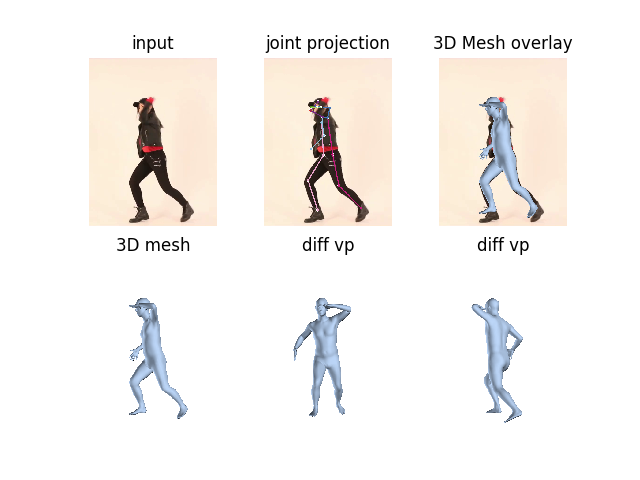 input
joint projection
3D Mesh overlay
3D mesh
diff vp
diff vp